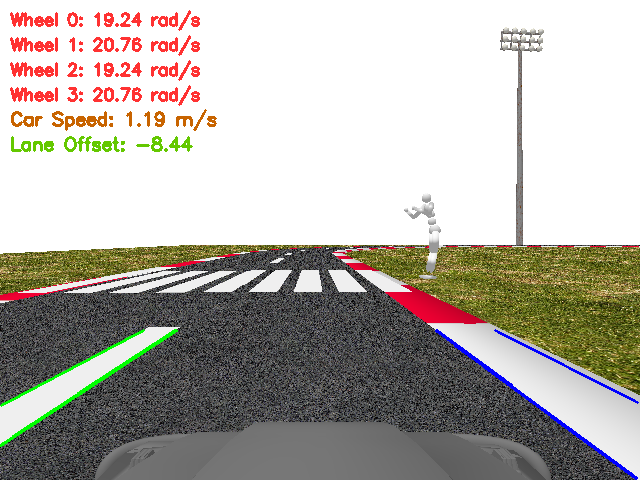 Wheel 0: 19.24 rad/s
Wheel 1: 20.76 rad/s
Wheel 2: 19.24 rad/s
Wheel 3: 20.76 rad/s
Car Speed: 1.19 m/s
Lane Offset: -8.44